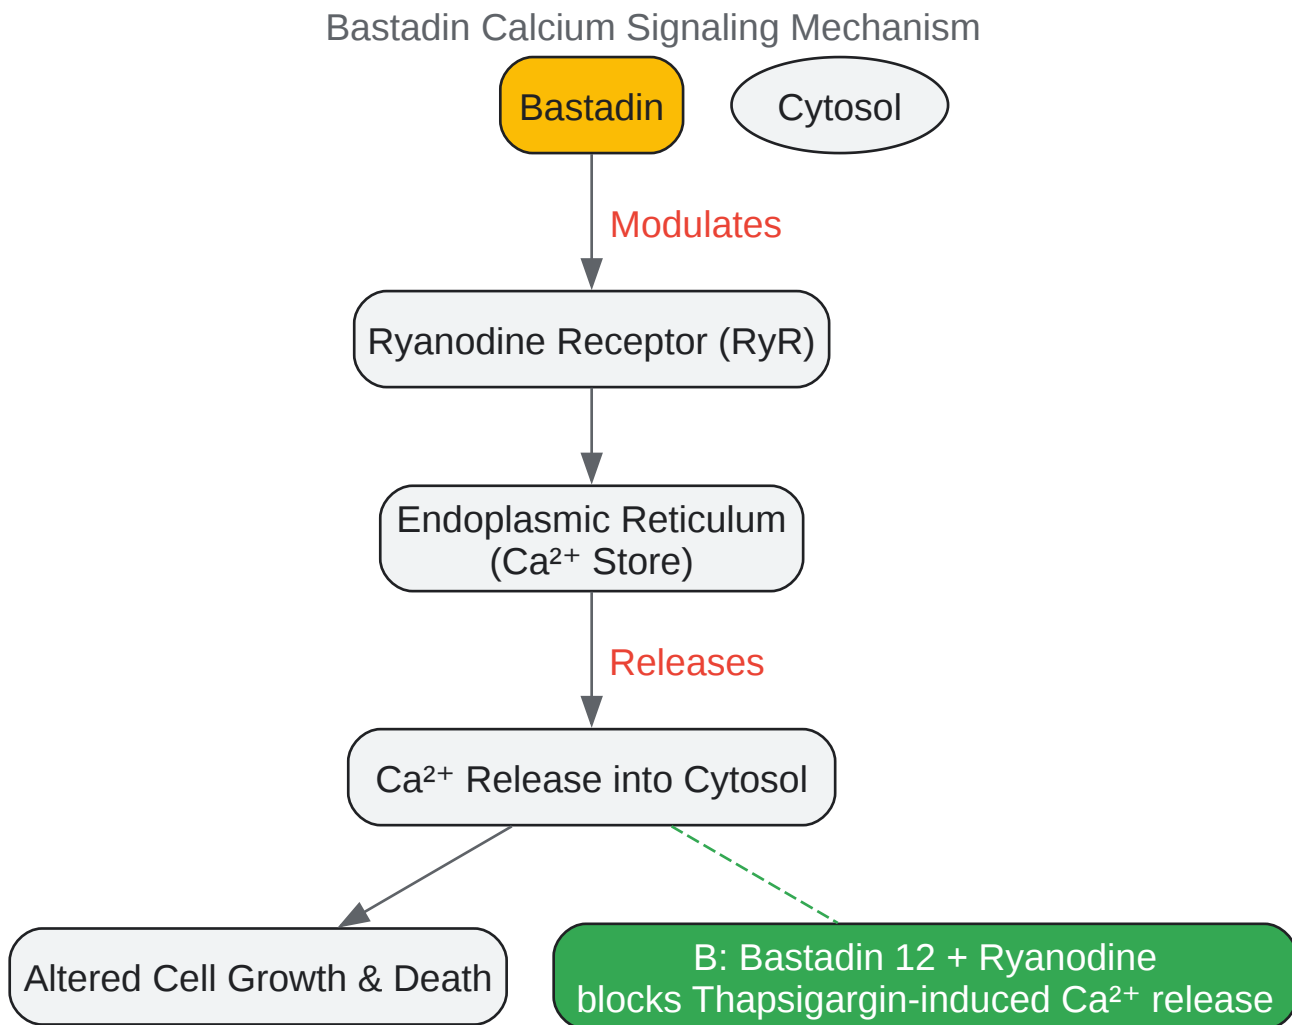 Bastadin Calcium Signaling Mechanism
Bastadin
Cytosol
Modulates
Ryanodine Receptor (RyR)
Endoplasmic Reticulum
(Ca²⁺ Store)
Releases
Ca²⁺ Release into Cytosol
Altered Cell Growth & Death
B: Bastadin 12 + Ryanodine
blocks Thapsigargin-induced Ca²⁺ release